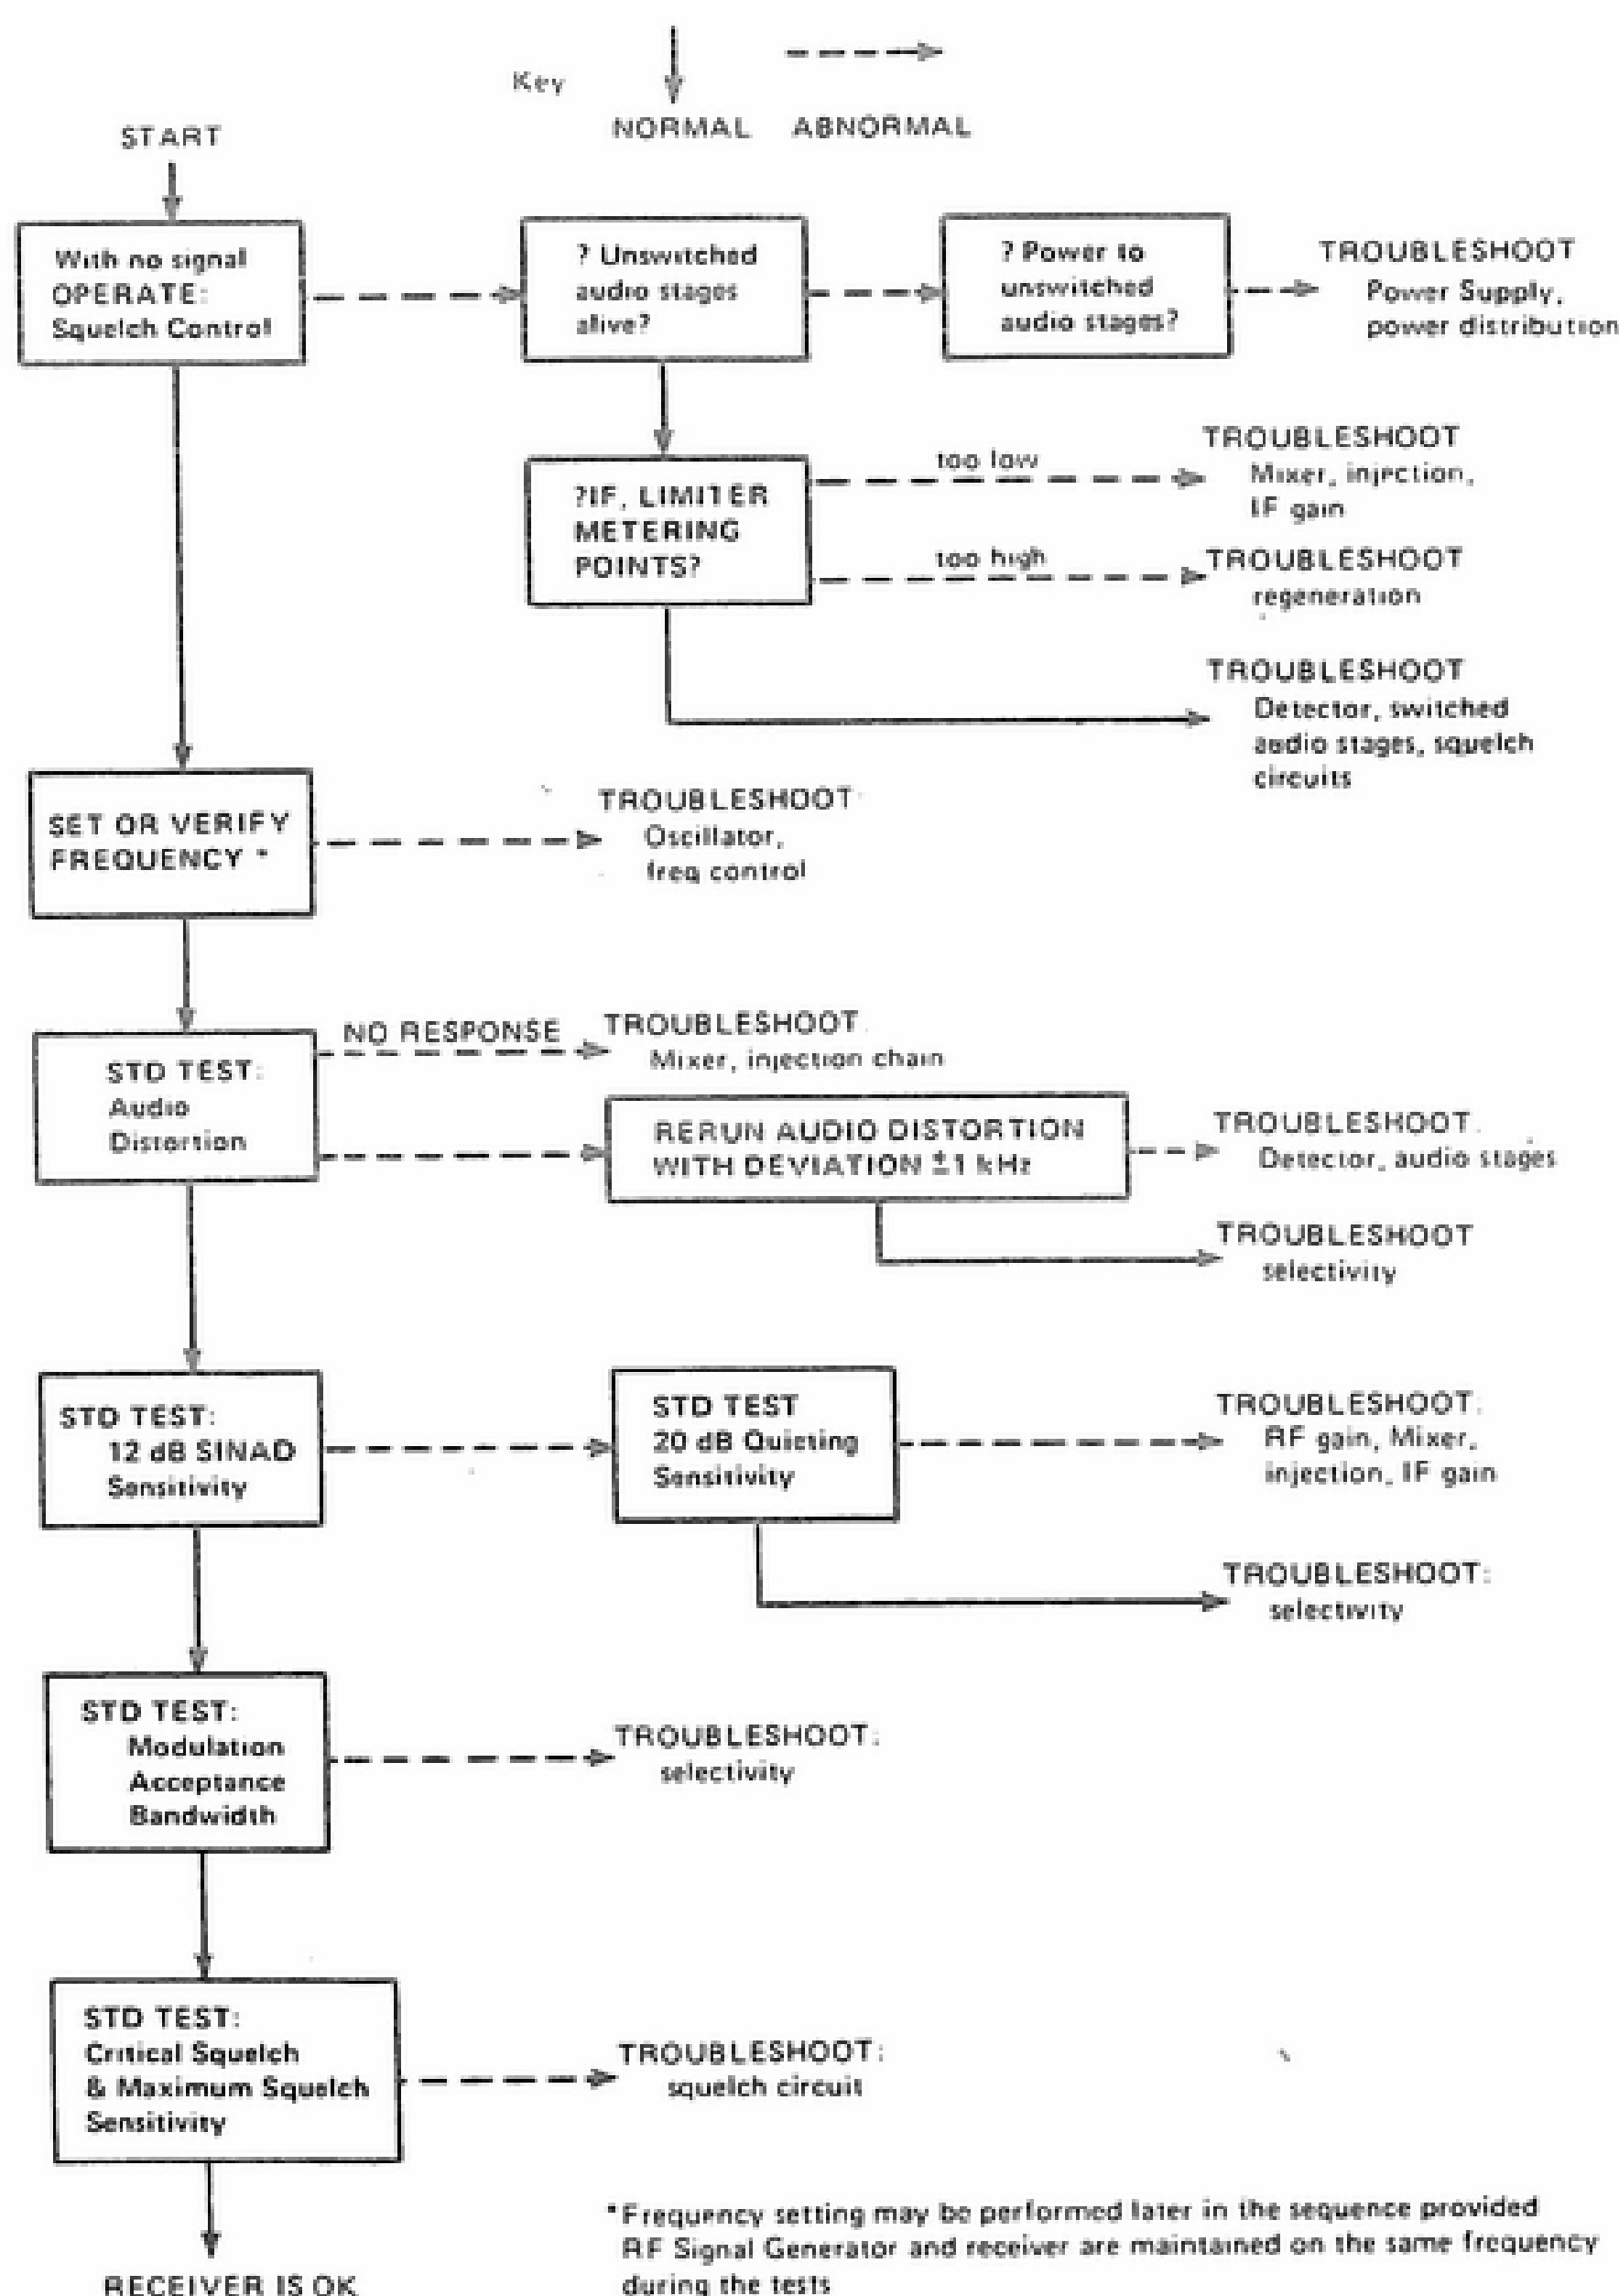 Key
NORMAL ABNORMAL
START
With no signal
OPERATE:
Squelch Control
? Unswitched
audio stages
alive?
? Power to
unswitched
audio stages?
TROUBLESHOOT
Power Supply,
power distribution
?IF, LIMITER
METERING
POINTS?
too low
TROUBLESHOOT
Mixer, injection,
IF gain
too high
TROUBLESHOOT
regeneration
TROUBLESHOOT
Detector, switched
audio stages, squelch
circuits
SET OR VERIFY
FREQUENCY *
TROUBLESHOOT
Oscillator,
freq control
STD TEST:
Audio
Distortion
NO RESPONSE
TROUBLESHOOT.
Mixer, injection chain
RERUN AUDIO DISTORTION
WITH DEVIATION ±1 kHz
TROUBLESHOOT.
Detector, audio stages
TROUBLESHOOT
selectivity
STD TEST:
12 dB SINAD
Sensitivity
STD TEST
20 dB Quieting
Sensitivity
TROUBLESHOOT:
RF gain, Mixer,
injection, IF gain
TROUBLESHOOT:
selectivity
STD TEST:
Modulation
Acceptance
Bandwidth
TROUBLESHOOT:
selectivity
STD TEST:
Critical Squelch
& Maximum Squelch
Sensitivity
TROUBLESHOOT:
squelch circuit
RECEIVER IS OK
*Frequency setting may be performed later in the sequence provided
RF Signal Generator and receiver are maintained on the same frequency
during the tests